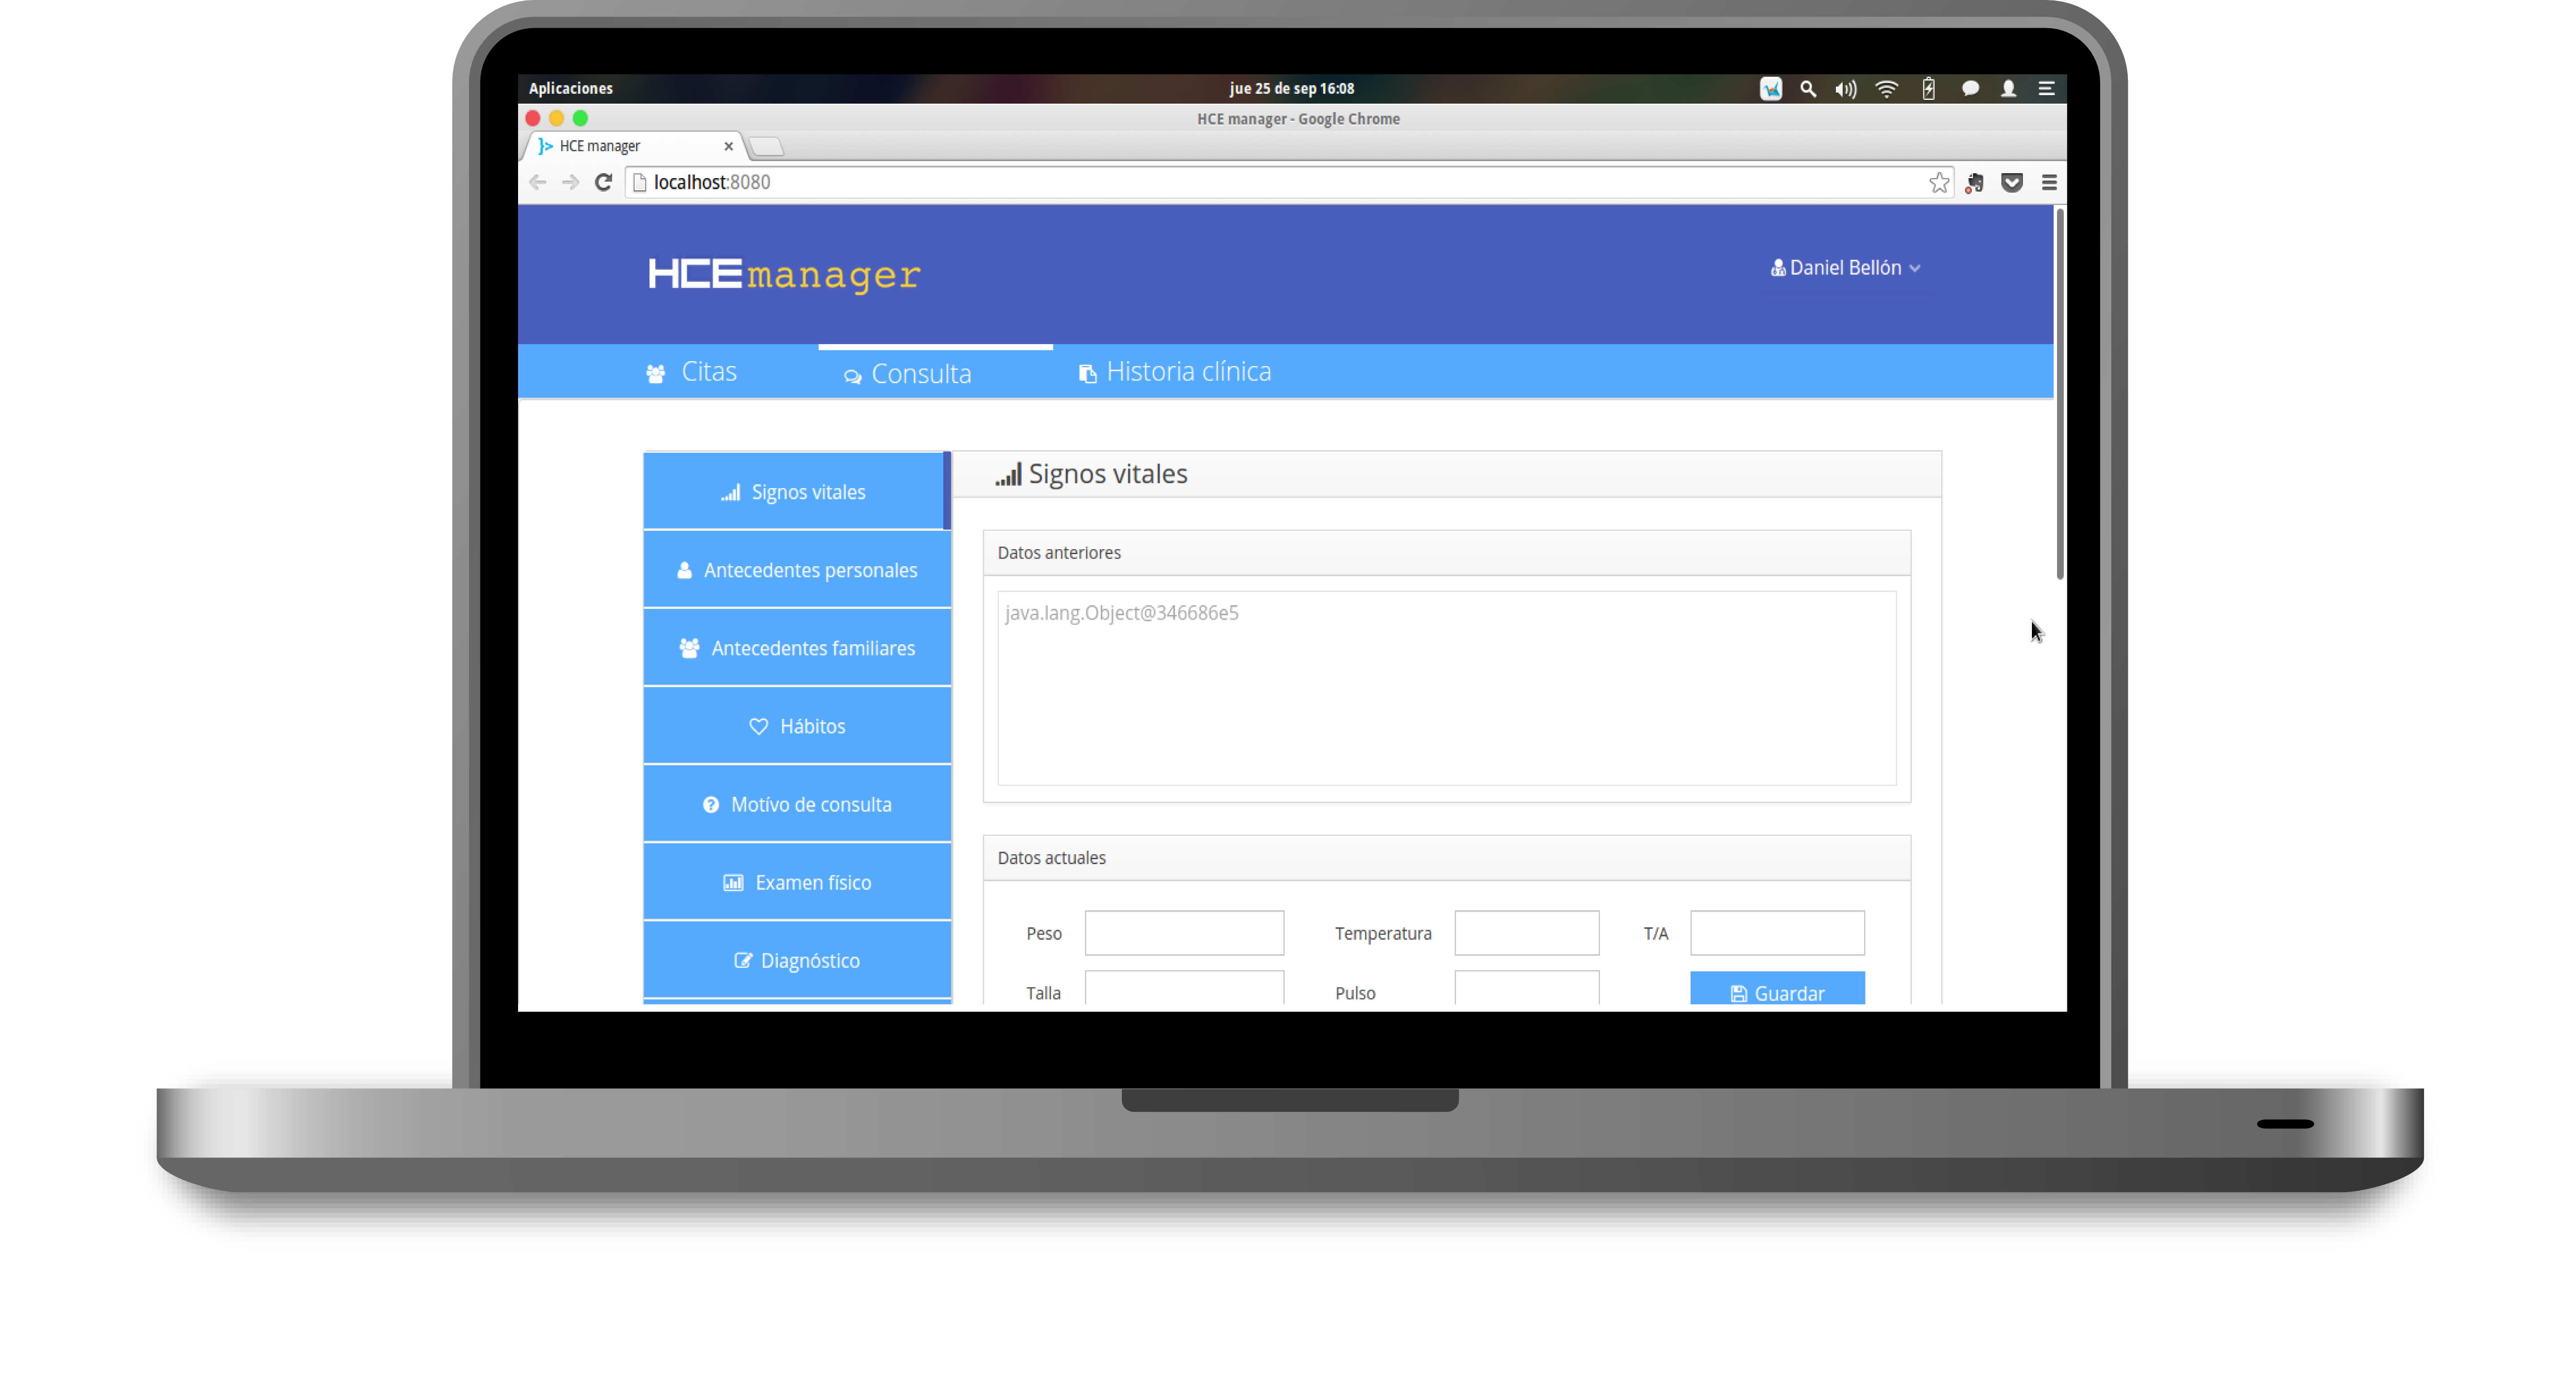 Aplicaciones
jue 25 de sep 16:08
HCE manager - Google Chrome
HCE manager
localhost:8080
HCEmanager
Daniel Bellón
Citas
Consulta
Historia clínica
Signos vitales
Antecedentes personales
Antecedentes familiares
Hábitos
Motívo de consulta
Examen físico
Diagnóstico
Signos vitales
Datos anteriores
java.lang.Object@346686e5
Datos actuales
Peso
Temperatura
T/A
Talla
Pulso
Guardar